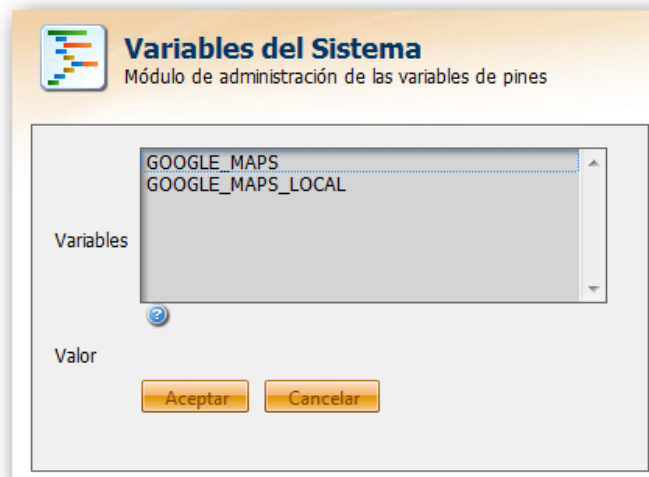 Variables del Sistema
Módulo de administración de las variables de pines
GOOGLE_MAPS
GOOGLE_MAPS_LOCAL
Variables
?
Valor
Aceptar Cancelar